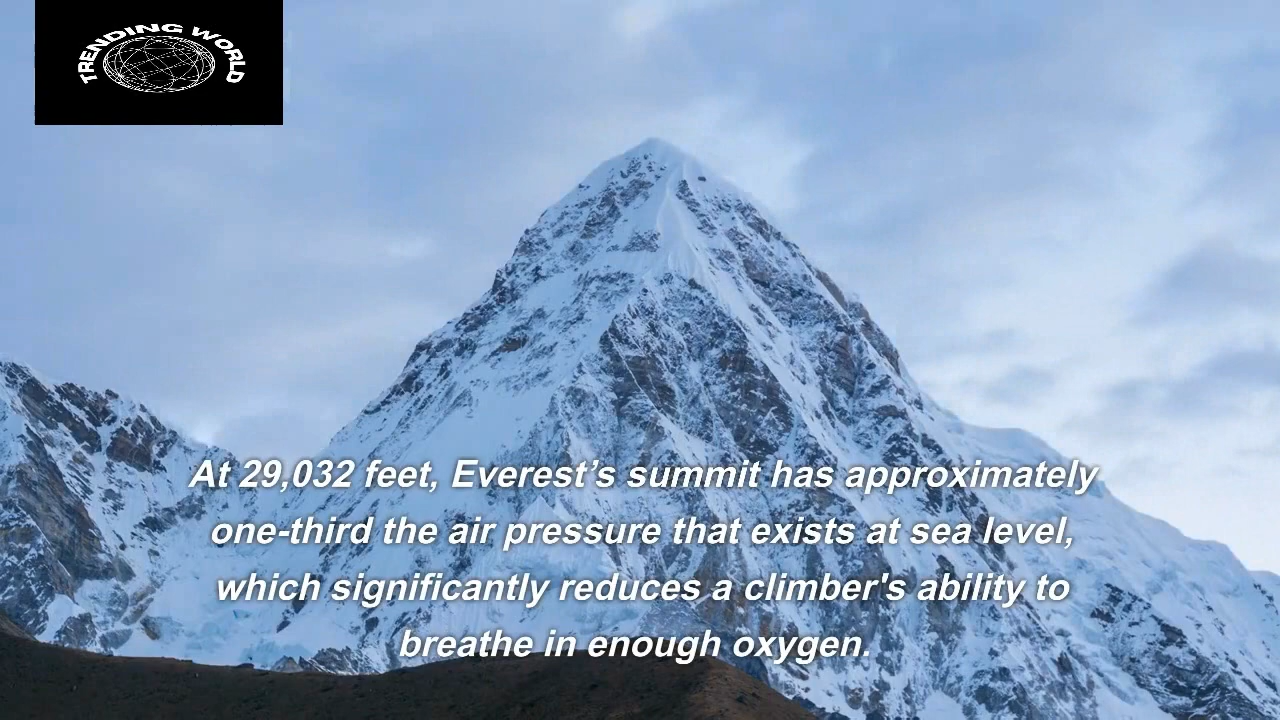 TRENDING WORLD
At 29,032 feet, Everest’s summit has approximately
one-third the air pressure that exists at sea level,
which significantly reduces a climber's ability to
breathe in enough oxygen.